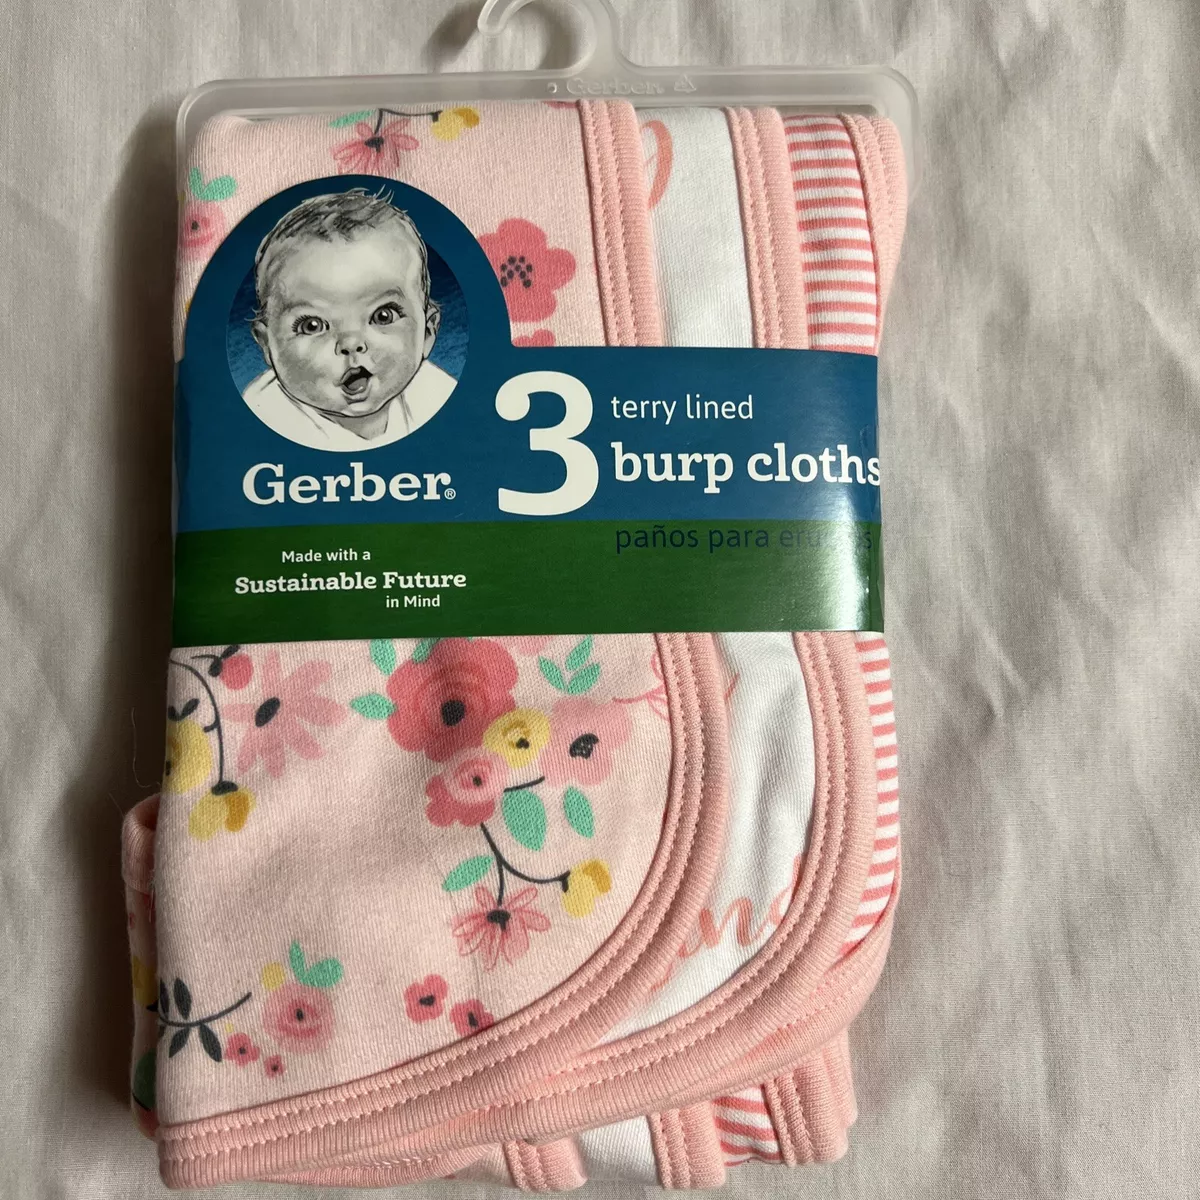 Gerber
Gerber®
3
terry lined
burp cloths
paños para
Made with a
Sustainable Future
in Mind